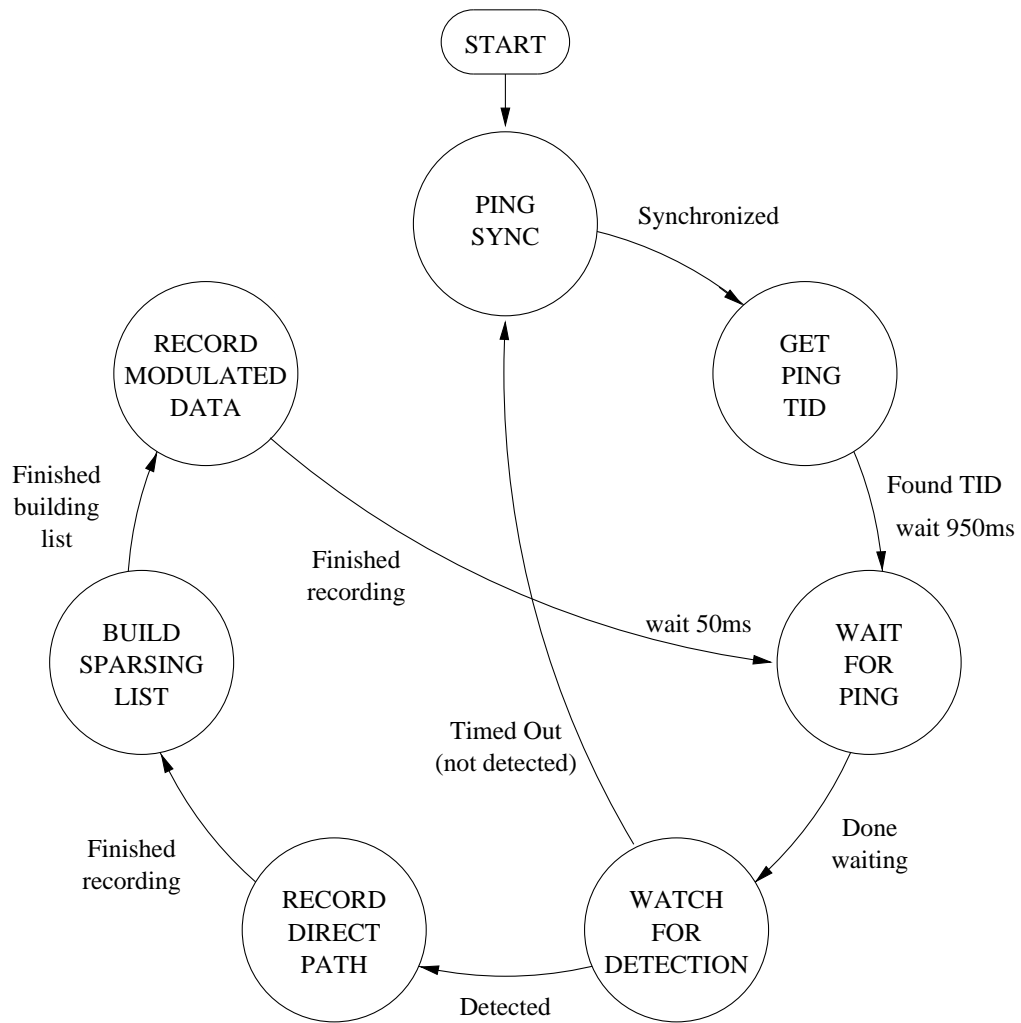 START
PING
SYNC
Synchronized
RECORD
MODULATED
DATA
GET
PING
TID
Finished
building
list
Found TID
wait 950ms
Finished
recording
BUILD
SPARSING
LIST
wait 50ms
WAIT
FOR
PING
Timed Out
(not detected)
Finished
recording
Done
waiting
RECORD
DIRECT
PATH
WATCH
FOR
DETECTION
Detected